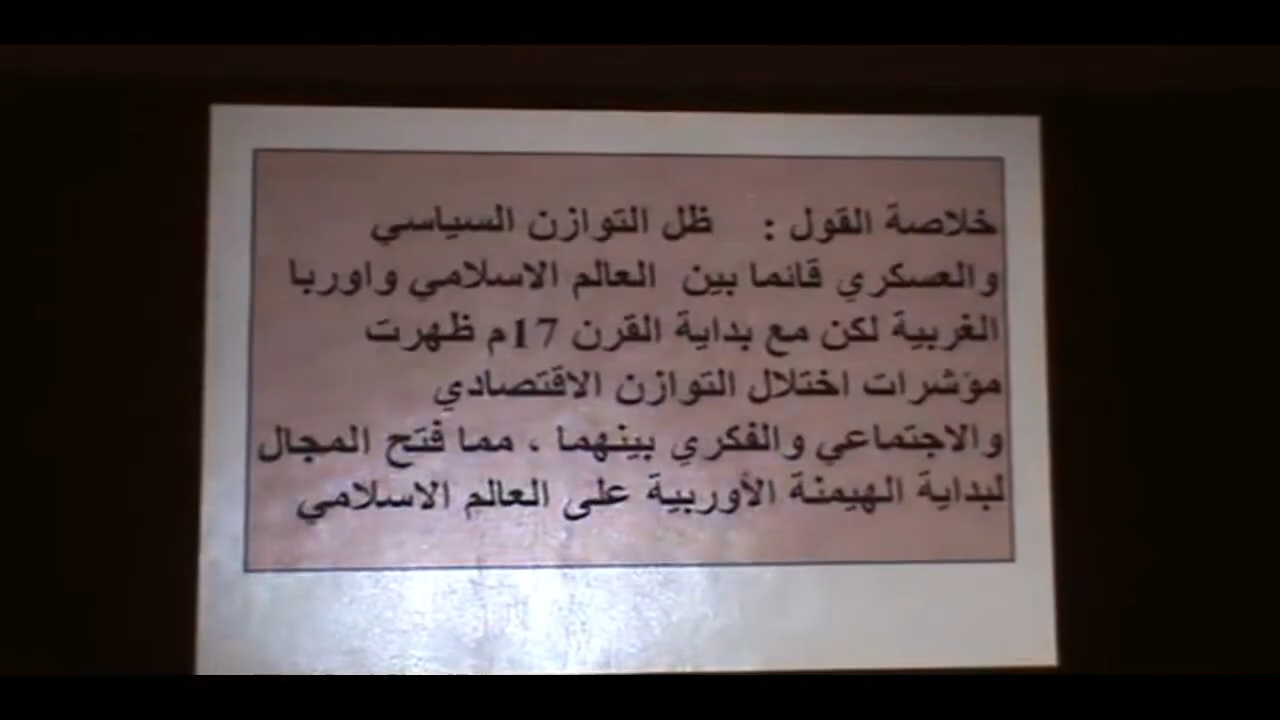 خلاصة القول : ظل التوازن السياسي
والعسكري قائما بين العالم الاسلامي واوربا
الغربية لكن مع بداية القرن 17م ظهرت
مؤشرات اختلال التوازن الاقتصادي
والاجتماعي والفكري بينهما ، مما فتح المجال
لبداية الهيمنة الأوربية على العالم الاسلامي